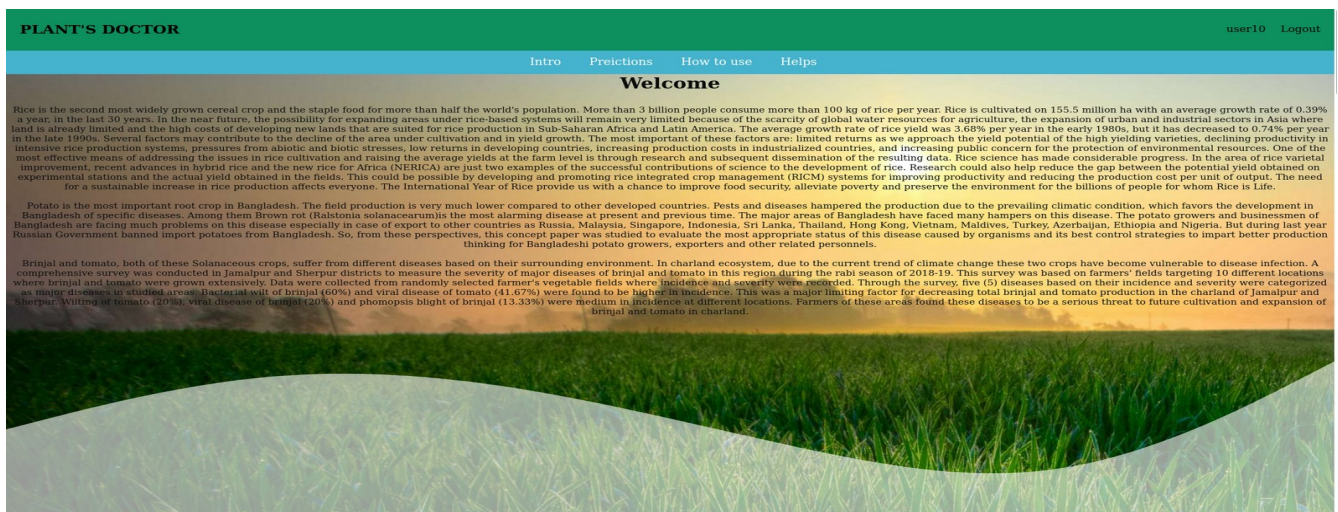 PLANT'S DOCTOR
user10 Logout
Intro Preictions How to use Helps
Welcome
Rice is the second most widely grown cereal crop and the staple food for more than half the world's population. More than 3 billion people consume more than 100 kg of rice per year. Rice is cultivated on 155.5 million ha with an average growth rate of 0.39%
a year, in the last 30 years. In the near future, the possibility for expanding areas under rice-based systems will remain very limited because of the scarcity of global water resources for agriculture, the expansion of urban and industrial sectors in Asia where
land is already limited and the high costs of developing new lands that are suited for rice production in Sub-Saharan Africa and Latin America. The average growth rate of rice yield was 3.68% per year in the early 1980s, but it has decreased to 0.74% per year
in the late 1990s. Several factors may contribute to the decline of the area under cultivation and in yield growth. The most important of these factors are: limited returns as we approach the yield potential of the high yielding varieties, declining productivity in
intensive rice production systems, pressures from abiotic and biotic stresses, low returns in developing countries, increasing production costs in industrialized countries, and increasing public concern for the protection of environmental resources. One of the
most effective means of addressing the issues in rice cultivation and raising the average yields at the farm level is through research and subsequent dissemination of the resulting data. Rice science has made considerable progress. In the area of rice varietal
improvement, recent advances in hybrid rice and the new rice for Africa (NERICA) are just two examples of the successful contributions of science to the development of rice. Research could also help reduce the gap between the potential yield obtained on
experimental stations and the actual yield obtained in the fields. This could be possible by developing and promoting rice integrated crop management (RICM) systems for improving productivity and reducing the production cost per unit of output. The need
for a sustainable increase in rice production affects everyone. The International Year of Rice provide us with a chance to improve food security, alleviate poverty and preserve the environment for the billions of people for whom Rice is Life.
Potato is the most important root crop in Bangladesh. The field production is very much lower compared to other developed countries. Pests and diseases hampered the production due to the prevailing climatic condition, which favors the development in
Bangladesh of specific diseases. Among them Brown rot (Ralstonia solanacearum)is the most alarming disease at present and previous time. The major areas of Bangladesh have faced many hampers on this disease. The potato growers and businessmen of
Bangladesh are facing much problems on this disease especially in case of export to other countries as Russia, Malaysia, Singapore, Indonesia, Sri Lanka, Thailand, Hong Kong, Vietnam, Maldives, Turkey, Azerbaijan, Ethiopia and Nigeria. But during last year
Russian Government banned import potatoes from Bangladesh. So, from these perspectives, this concept paper was studied to evaluate the most appropriate status of this disease caused by organisms and its best control strategies to impart better production
thinking for Bangladeshi potato growers, exporters and other related personnels.
Brinjal and tomato, both of these Solanaceous crops, suffer from different diseases based on their surrounding environment. In charland ecosystem, due to the current trend of climate change these two crops have become vulnerable to disease infection. A
comprehensive survey was conducted in Jamalpur and Sherpur districts to measure the severity of major diseases of brinjal and tomato in this region during the rabi season of 2018-19. This survey was based on farmers' fields targeting 10 different locations
where brinjal and tomato were grown extensively. Data were collected from randomly selected farmer's vegetable fields where incidence and severity were recorded. Through the survey, five (5) diseases based on their incidence and severity were categorized
as major diseases in studied areas. Bacterial wilt of brinjal (60%) and viral disease of tomato (41.67%) were found to be higher in incidence. This was a major limiting factor for decreasing total brinjal and tomato production in the charland of Jamalpur and
Sherpur. Wilting of tomato (20%), viral disease of brinjal (20%) and phomopsis blight of brinjal (13.33%) were medium in incidence at different locations. Farmers of these areas found these diseases to be a serious threat to future cultivation and expansion of
brinjal and tomato in charland.